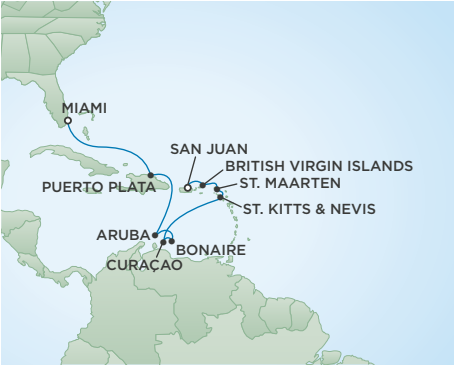 MIAMI
SAN JUAN
BRITISH VIRGIN ISLANDS
PUERTO PLATA
ST. MAARTEN
ST. KITTS & NEVIS
ARUBA
BONAIRE
CURAÇAO